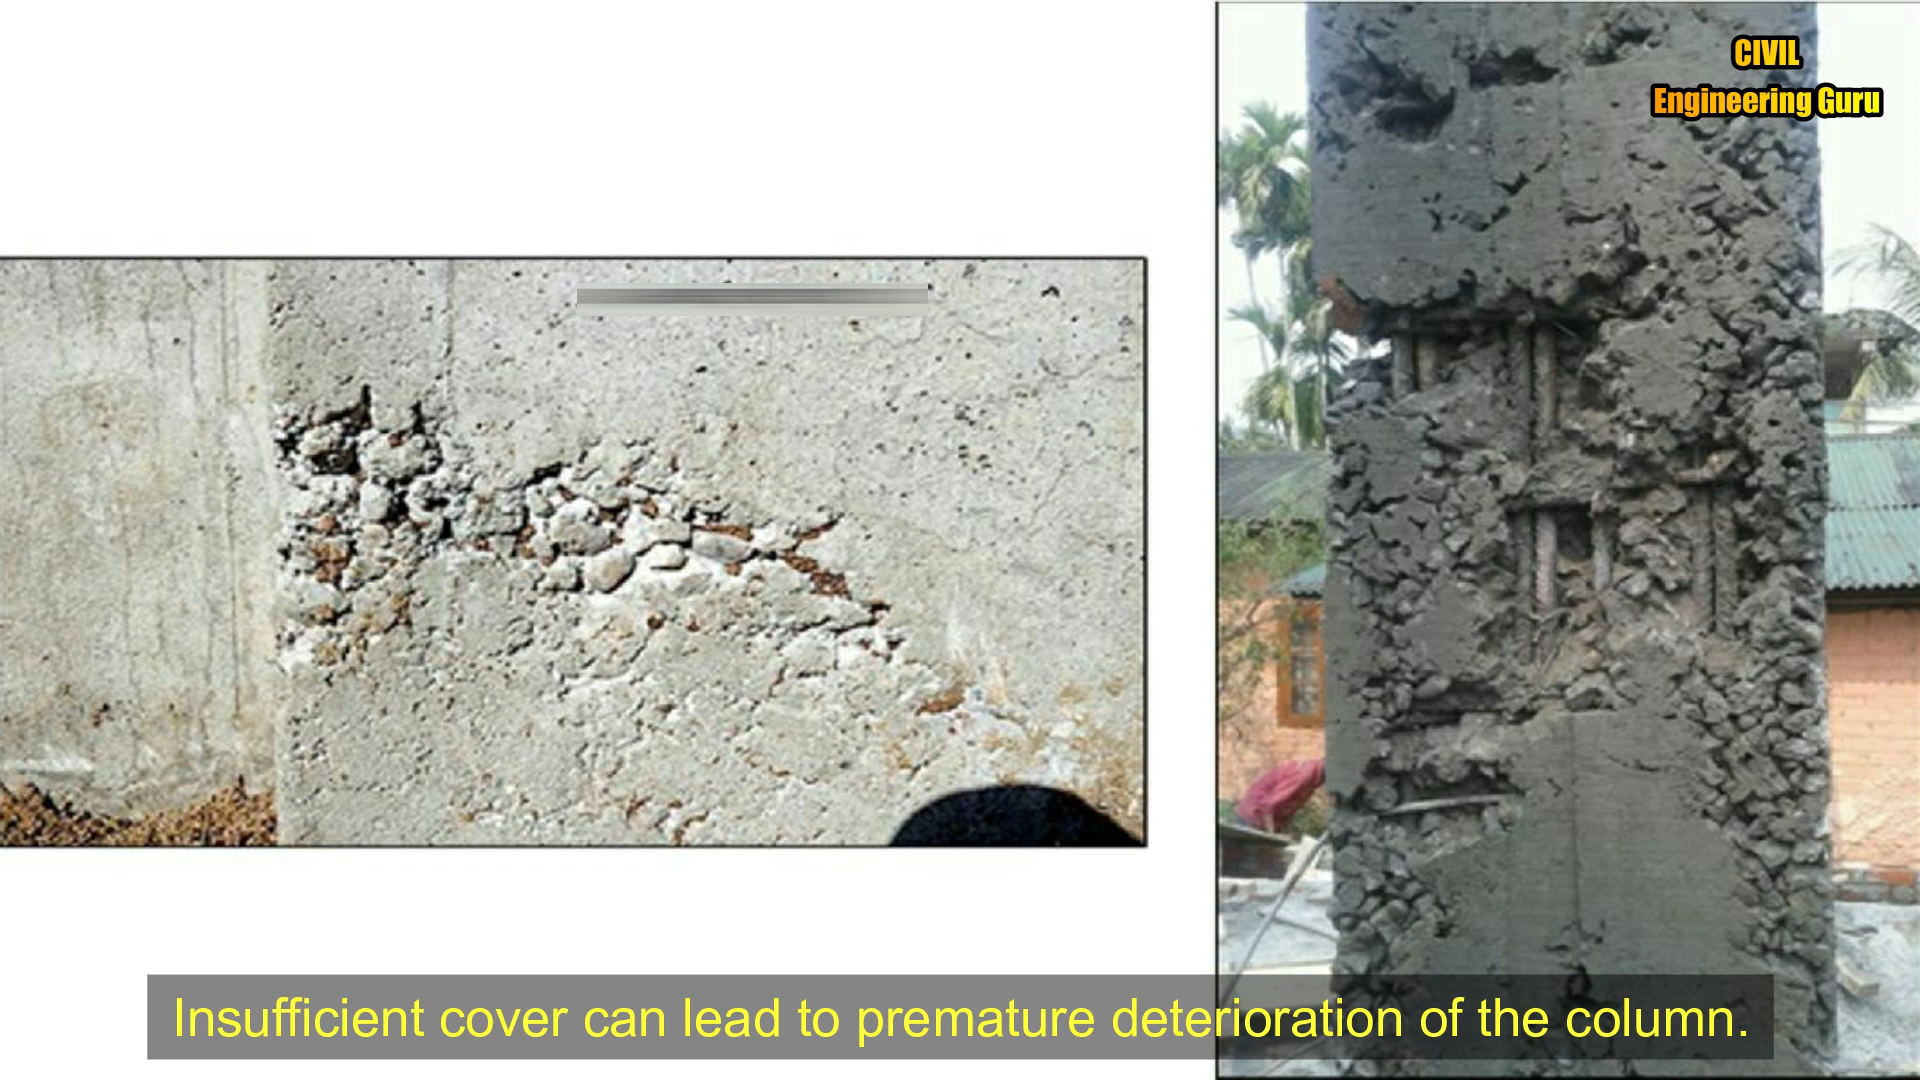 CIVIL
Engineering Guru
Insufficient cover can lead to premature deterioration of the column.